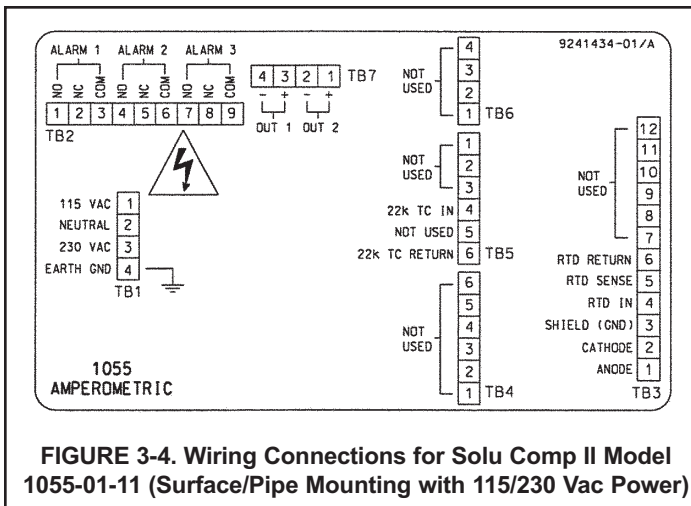 ALARM 1 ALARM 2 ALARM 3
NO NC COM NO NC COM NO NC COM
1 2 3 4 5 6 7 8 9
TB2
4 3 2 1 TB7
- + - +
OUT 1 OUT 2
115 VAC 1
NEUTRAL 2
230 VAC 3
EARTH GND 4
TB1
1055
AMPEROMETRIC
NOT
USED
4
3
2
1 TB6
NOT
USED
1
2
3
22k TC IN 4
NOT USED 5
22k TC RETURN 6 TB5
NOT
USED
6
5
4
3
2
1 TB4
9241434-01/A
NOT
USED
12
11
10
9
8
7
RTD RETURN 6
RTD SENSE 5
RTD IN 4
SHIELD (GND) 3
CATHODE 2
ANODE 1
TB3
FIGURE 3-4. Wiring Connections for Solu Comp II Model
1055-01-11 (Surface/Pipe Mounting with 115/230 Vac Power)